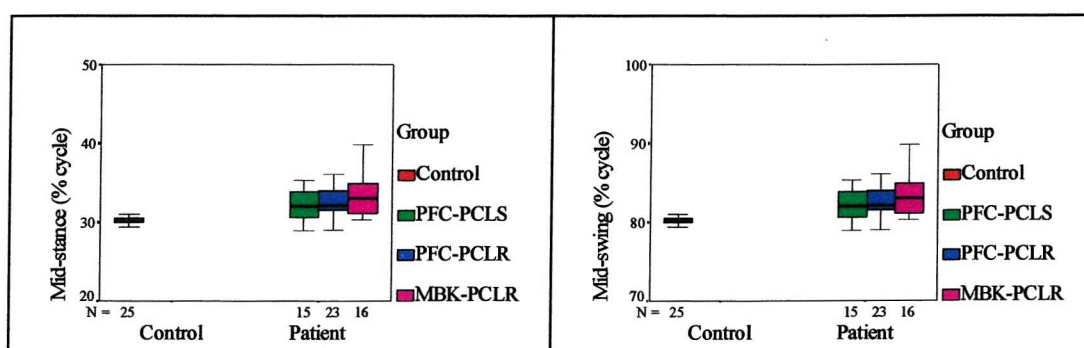 Mid-stance (% cycle)
50
40
30
20
N = 25 15 23 16
Control Patient
Group
Control
PFC-PCLS
PFC-PCLR
MBK-PCLR
Mid-swing (% cycle)
100
90
80
70
N = 25 15 23 16
Control Patient
Group
Control
PFC-PCLS
PFC-PCLR
MBK-PCLR